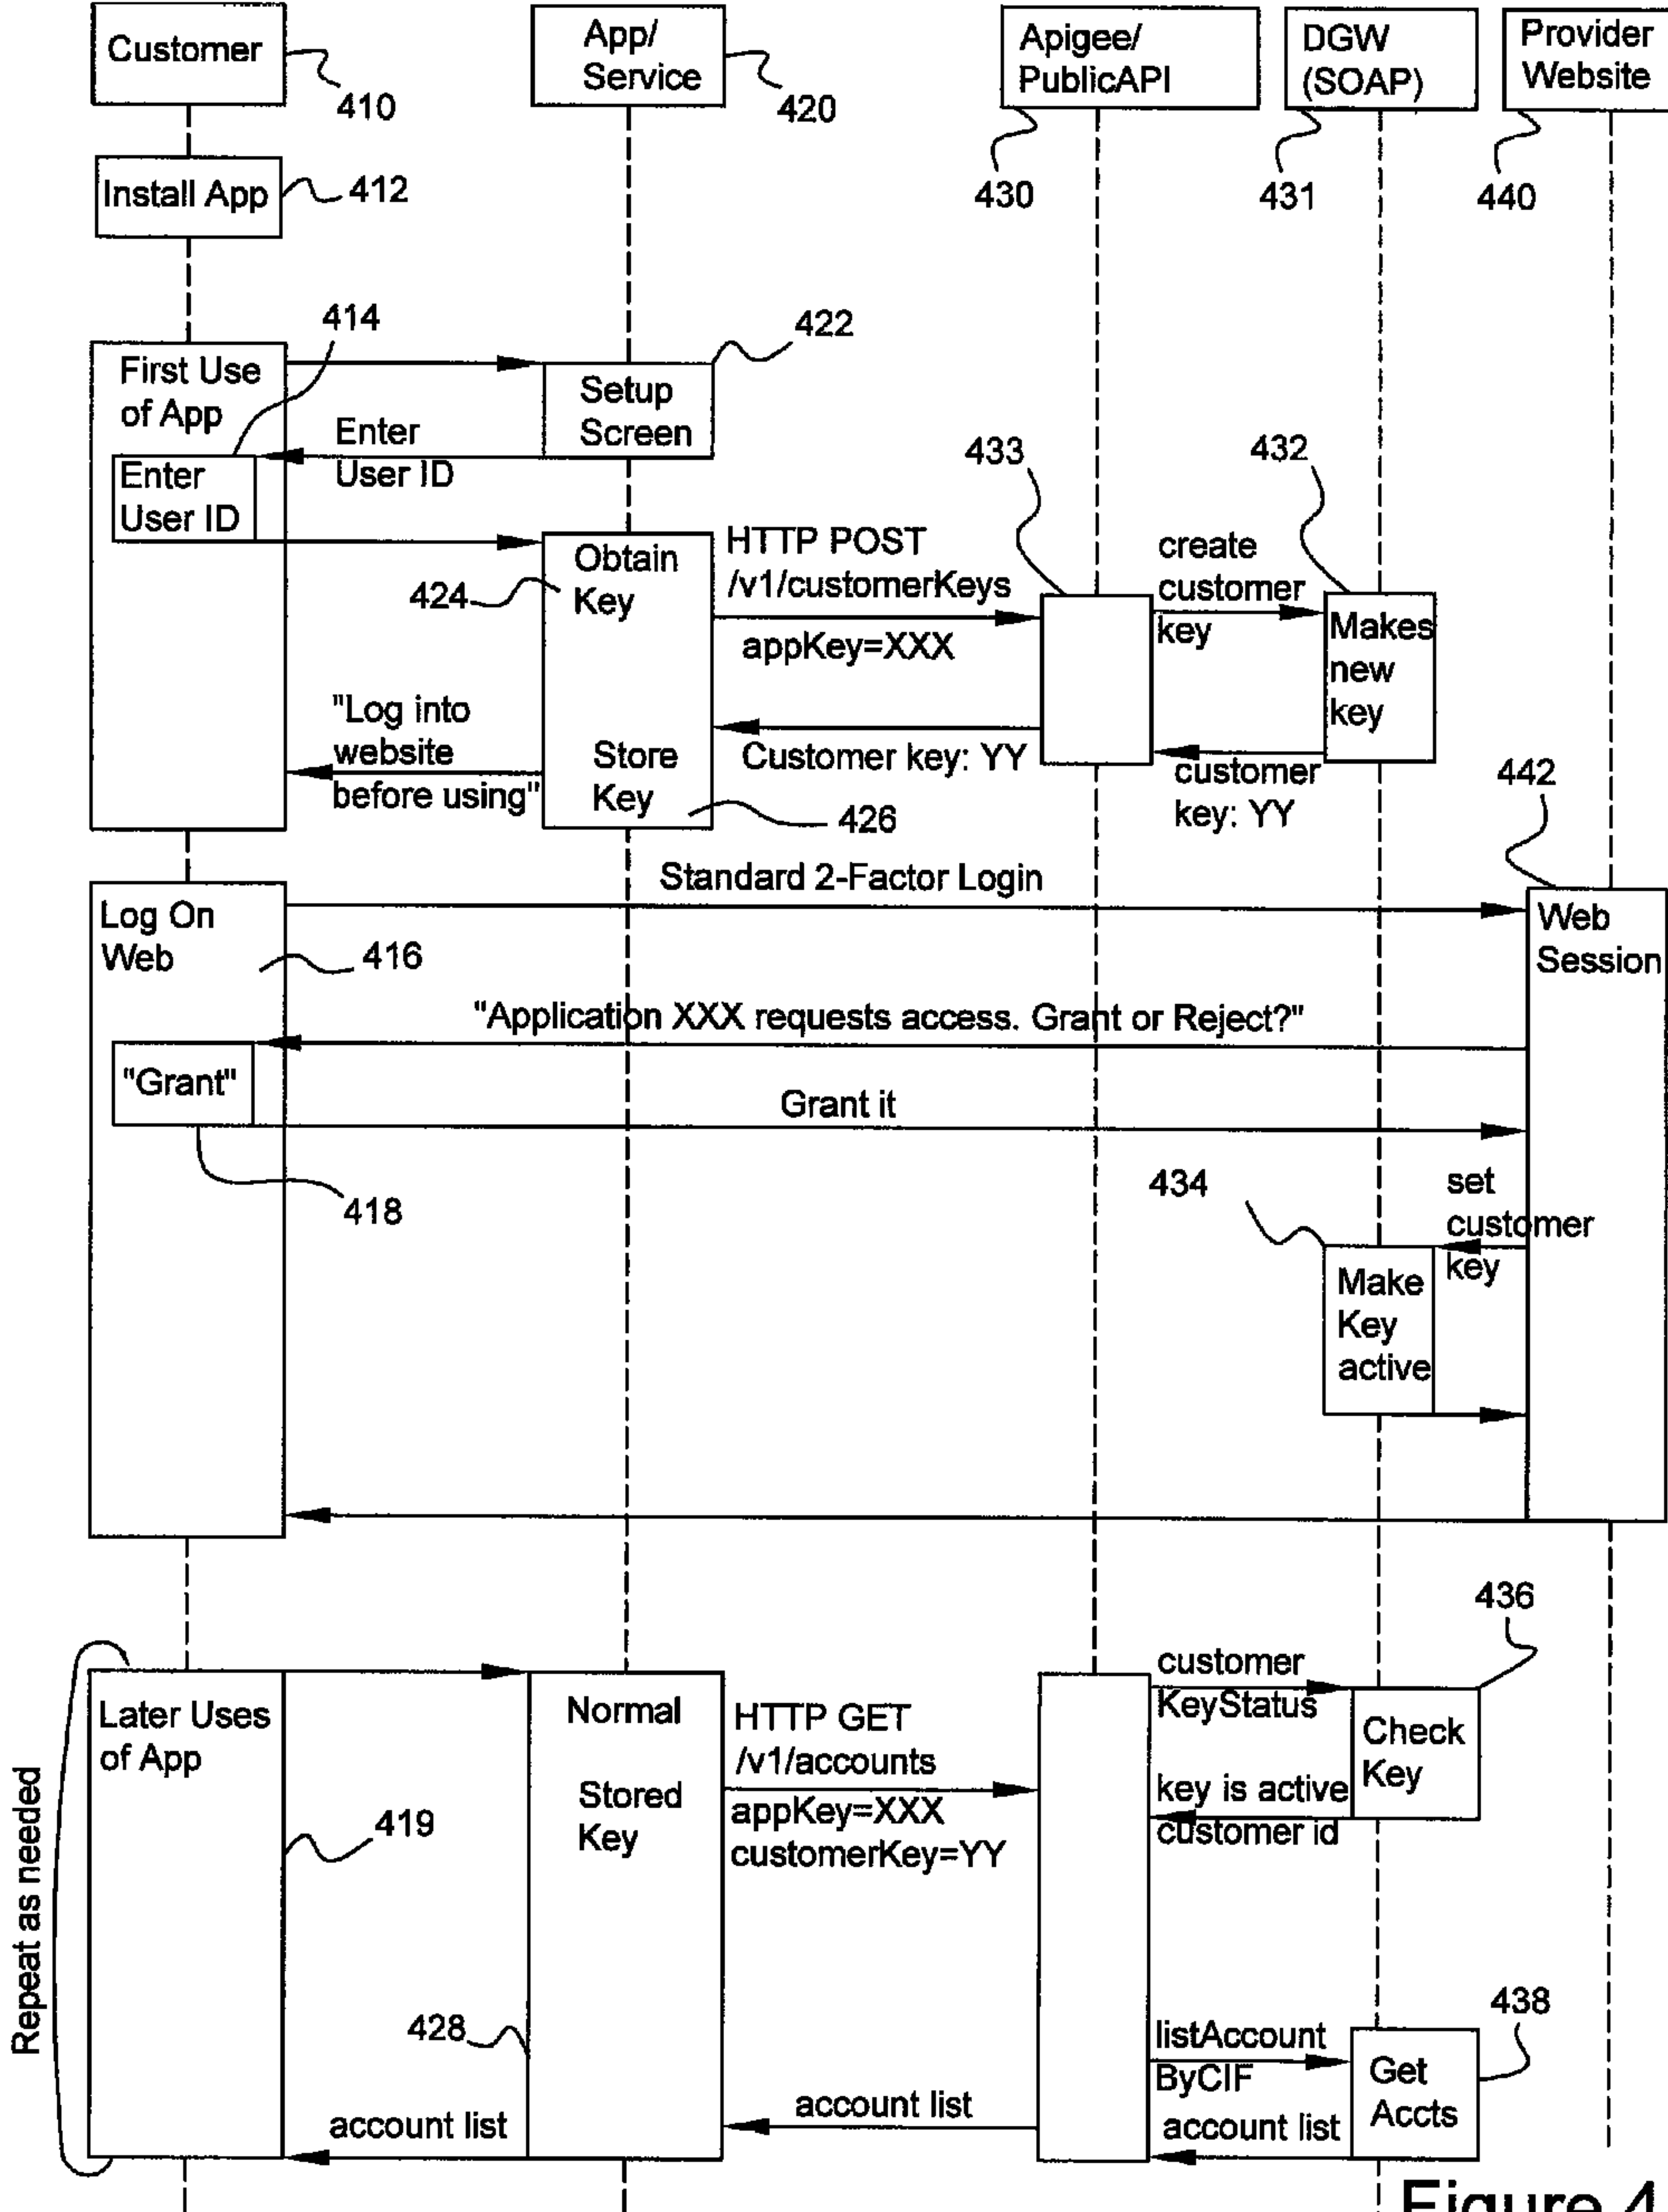 Customer
410
App/
Service
420
Apigee/
PublicAPI
430
DGW
(SOAP)
431
Provider
Website
440
Install App
412
414
422
First Use
of App
Setup
Screen
Enter
User ID
Enter
User ID
433
432
Obtain
Key
424
HTTP POST
/v1/customerKeys
appKey=XXX
create
customer
key
Makes
new
key
"Log into
website
before using"
Store
Key
Customer key: YY
customer
key: YY
426
442
Standard 2-Factor Login
Log On
Web
416
Web
Session
"Application XXX requests access. Grant or Reject?"
"Grant"
Grant it
418
434
set
customer
key
Make
Key
active
436
Repeat as needed
Later Uses
of App
419
Normal
Stored
Key
HTTP GET
/v1/accounts
appKey=XXX
customerKey=YY
customer
KeyStatus
Check
Key
key is active
customer id
428
438
listAccount
ByCIF
Get
Accts
account list
account list
account list
Figure 4